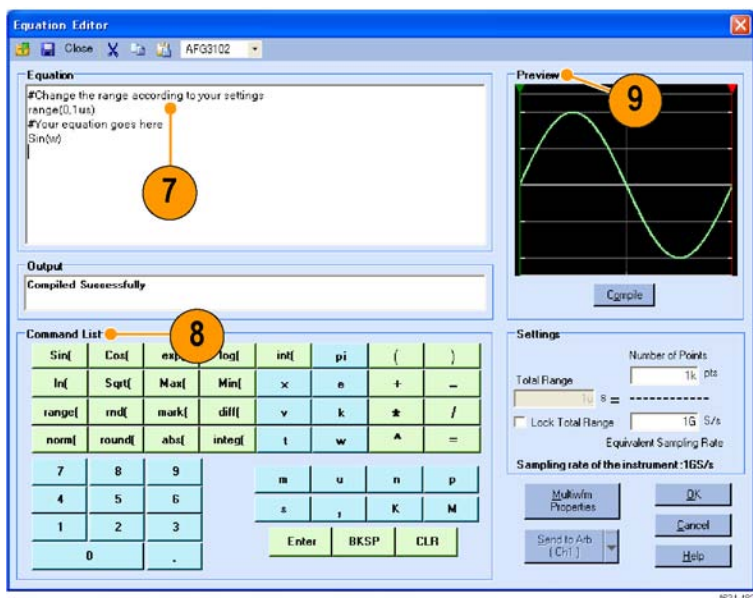 Equation Editor
Close AFG3102
Equation
#Change the range according to your settings
range(0,1us)
#Your equation goes here
Sin(w)
7
Output
Compiled Successfully
Preview
9
Compile
Command List
8
Sin( Cos( log( int( pi ( )
ln( Sqrt( Max( Min( x e + -
range( rnd( mark( diff( v k * /
norm( round( abs( integ( t w ^ =
7 8 9
4 5 6
1 2 3
0 .
m u n p
s , K M
Enter BKSP CLR
Settings
Number of Points
Total Range 1k pts
1u s = ------------
Lock Total Range 1G S/s
Equivalent Sampling Rate
Sampling rate of the instrument :1GS/s
Multiwfm Properties
OK
Cancel
Send to Arb
(Ch1)
Help